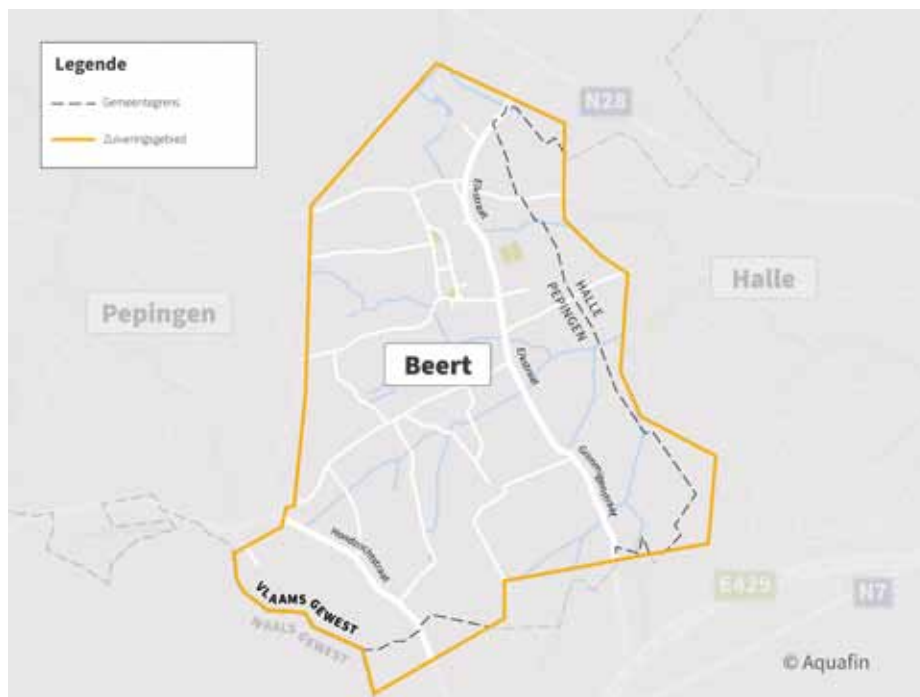 Legende
Gemeentegrens
Zuiveringsgebied
N28
Pepingen
Halle
HALLE
PEPINGEN
Beert
VLAAMS GEWEST
WAALS GEWEST
E429
N7
© Aquafin